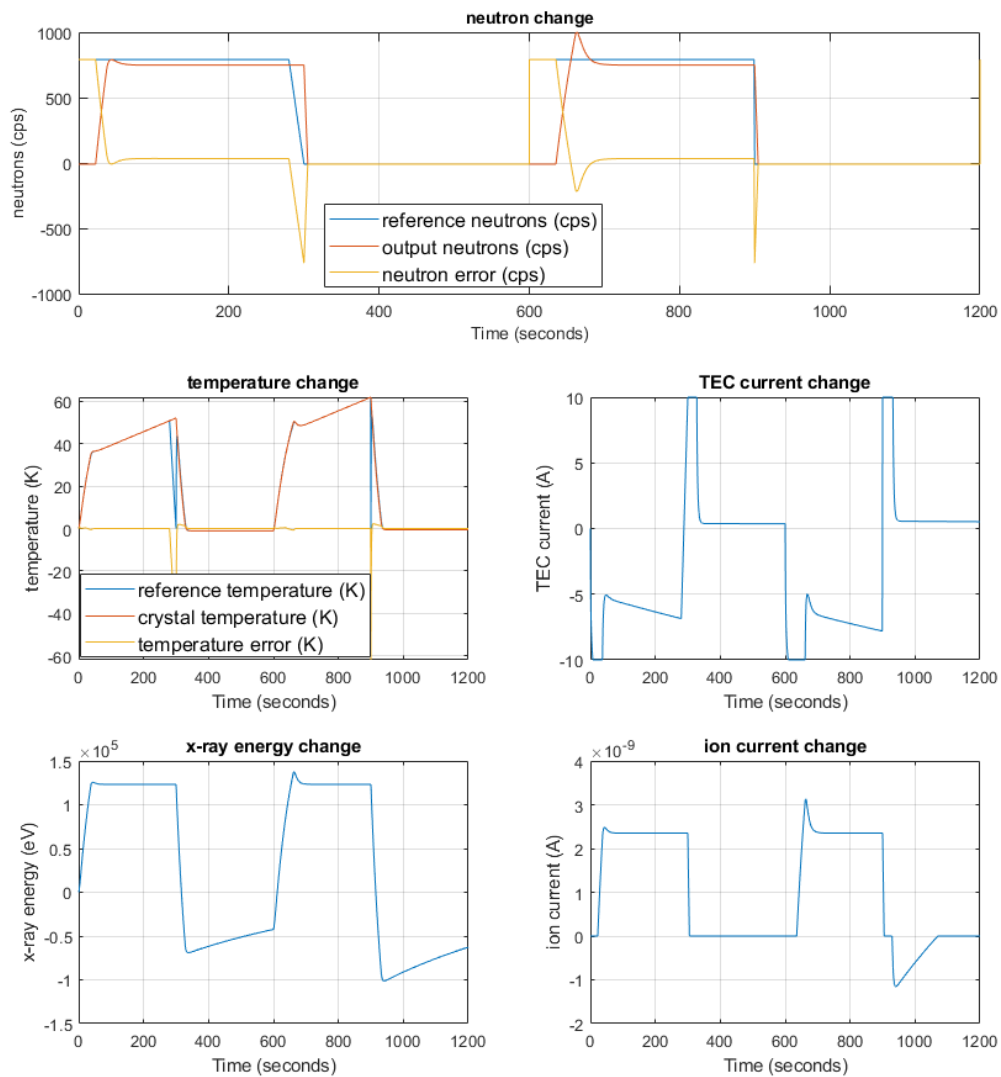 neutron change
1000
500
0
-500
-1000
neutrons (cps)
reference neutrons (cps)
output neutrons (cps)
neutron error (cps)
0 200 400 600 800 1000 1200
Time (seconds)
temperature change
60
40
20
0
-20
-40
-60
temperature (K)
reference temperature (K)
crystal temperature (K)
temperature error (K)
0 200 400 600 800 1000 1200
Time (seconds)
TEC current change
10
5
0
-5
-10
TEC current (A)
0 200 400 600 800 1000 1200
Time (seconds)
x-ray energy change
×10^5
1.5
1
0.5
0
-0.5
-1
-1.5
x-ray energy (eV)
0 200 400 600 800 1000 1200
Time (seconds)
ion current change
×10^-9
4
3
2
1
0
-1
-2
ion current (A)
0 200 400 600 800 1000 1200
Time (seconds)